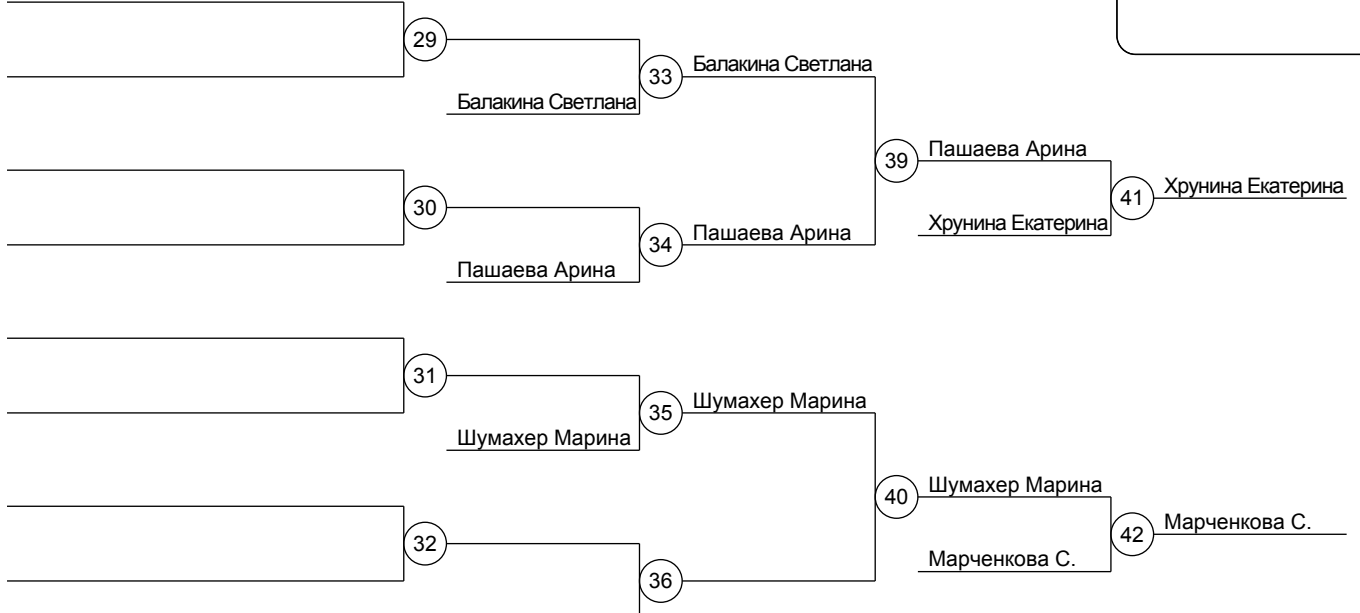 29
Балакина Светлана
33
Балакина Светлана
39
Пашаева Арина
Хрунина Екатерина
41
Хрунина Екатерина
30
Пашаева Арина
34
Пашаева Арина
31
Шумахер Марина
35
Шумахер Марина
40
Шумахер Марина
Марченкова С.
42
Марченкова С.
32
36